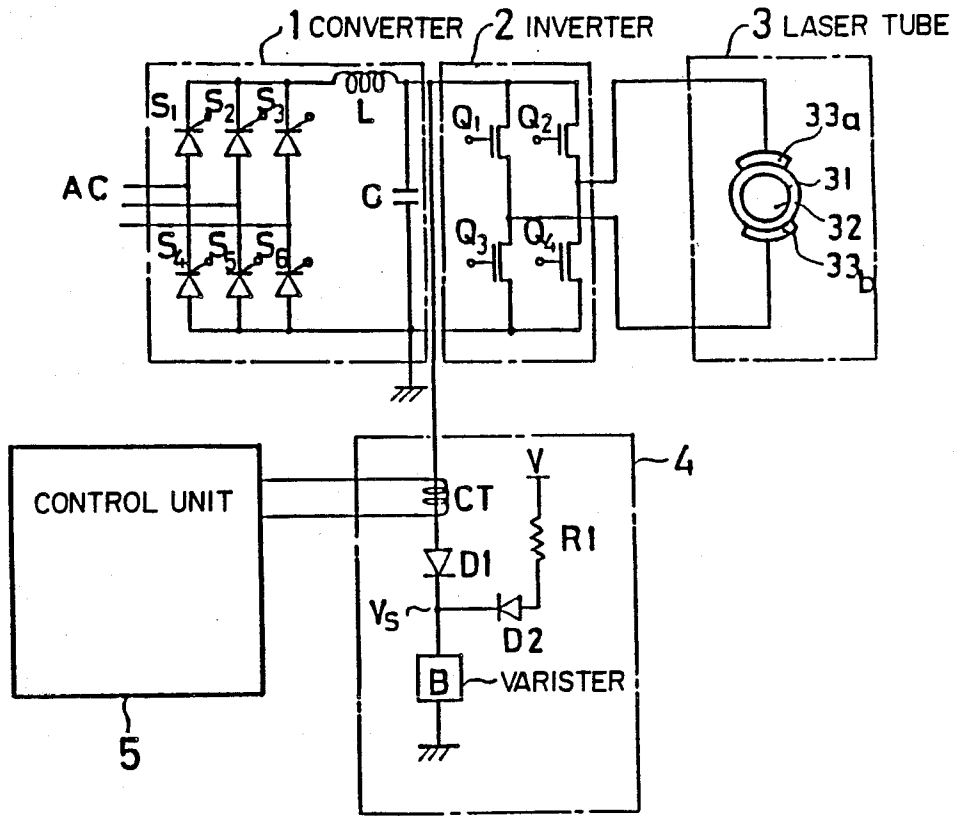 1 CONVERTER
2 INVERTER
3 LASER TUBE
S1 S2 S3
L
Q1 Q2
33a
AC
C
31
32
S4 S5 S6
Q3 Q4
33b
4
V
CONTROL UNIT
CT
R1
D1
VS
D2
B
VARISTER
5